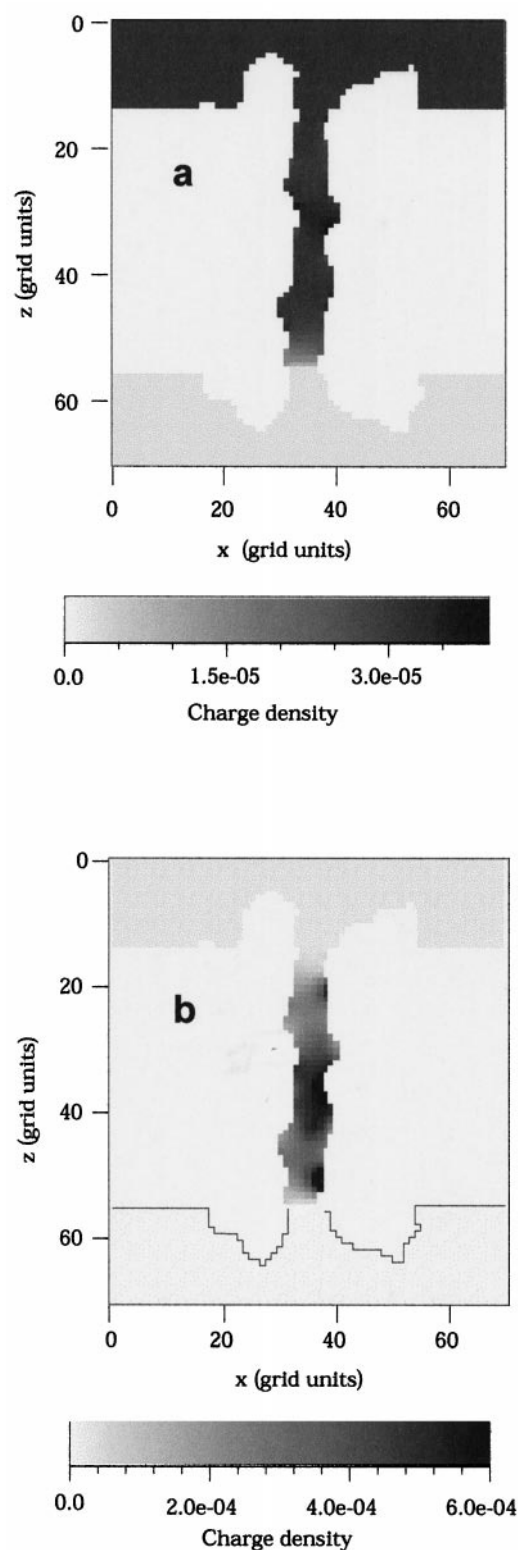 0
20
40
60
z (grid units)
a
0 20 40 60
x (grid units)
0.0 1.5e-05 3.0e-05
Charge density
0
20
40
60
z (grid units)
b
0 20 40 60
x (grid units)
0.0 2.0e-04 4.0e-04 6.0e-04
Charge density